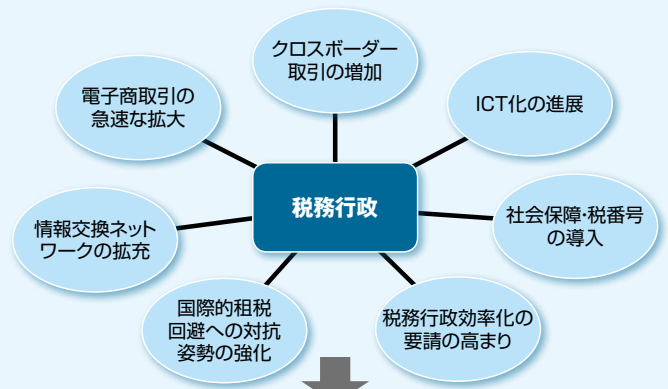 クロスボーダー
取引の増加
電子商取引の
急速な拡大
ICT化の進展
税務行政
情報交換ネット
ワークの拡充
社会保障・税番号
の導入
国際的租税
回避への対抗
姿勢の強化
税務行政効率化の
要請の高まり